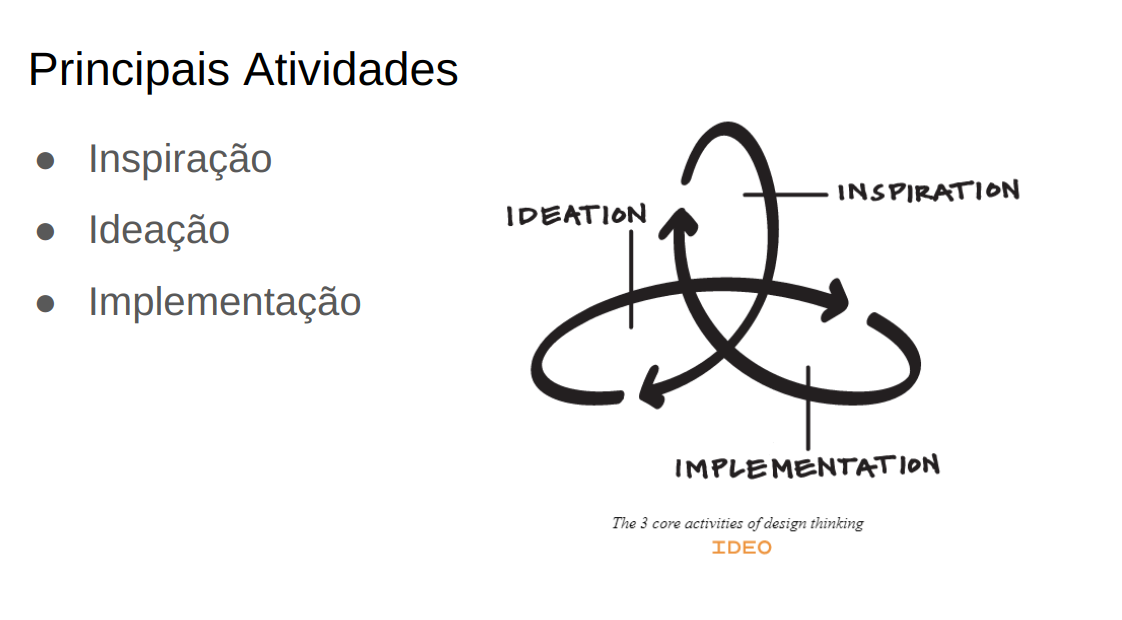 Principais Atividades
● Inspiração
● Ideação
● Implementação
INSPIRATION
IDEATION
IMPLEMENTATION
The 3 core activities of design thinking
IDEO